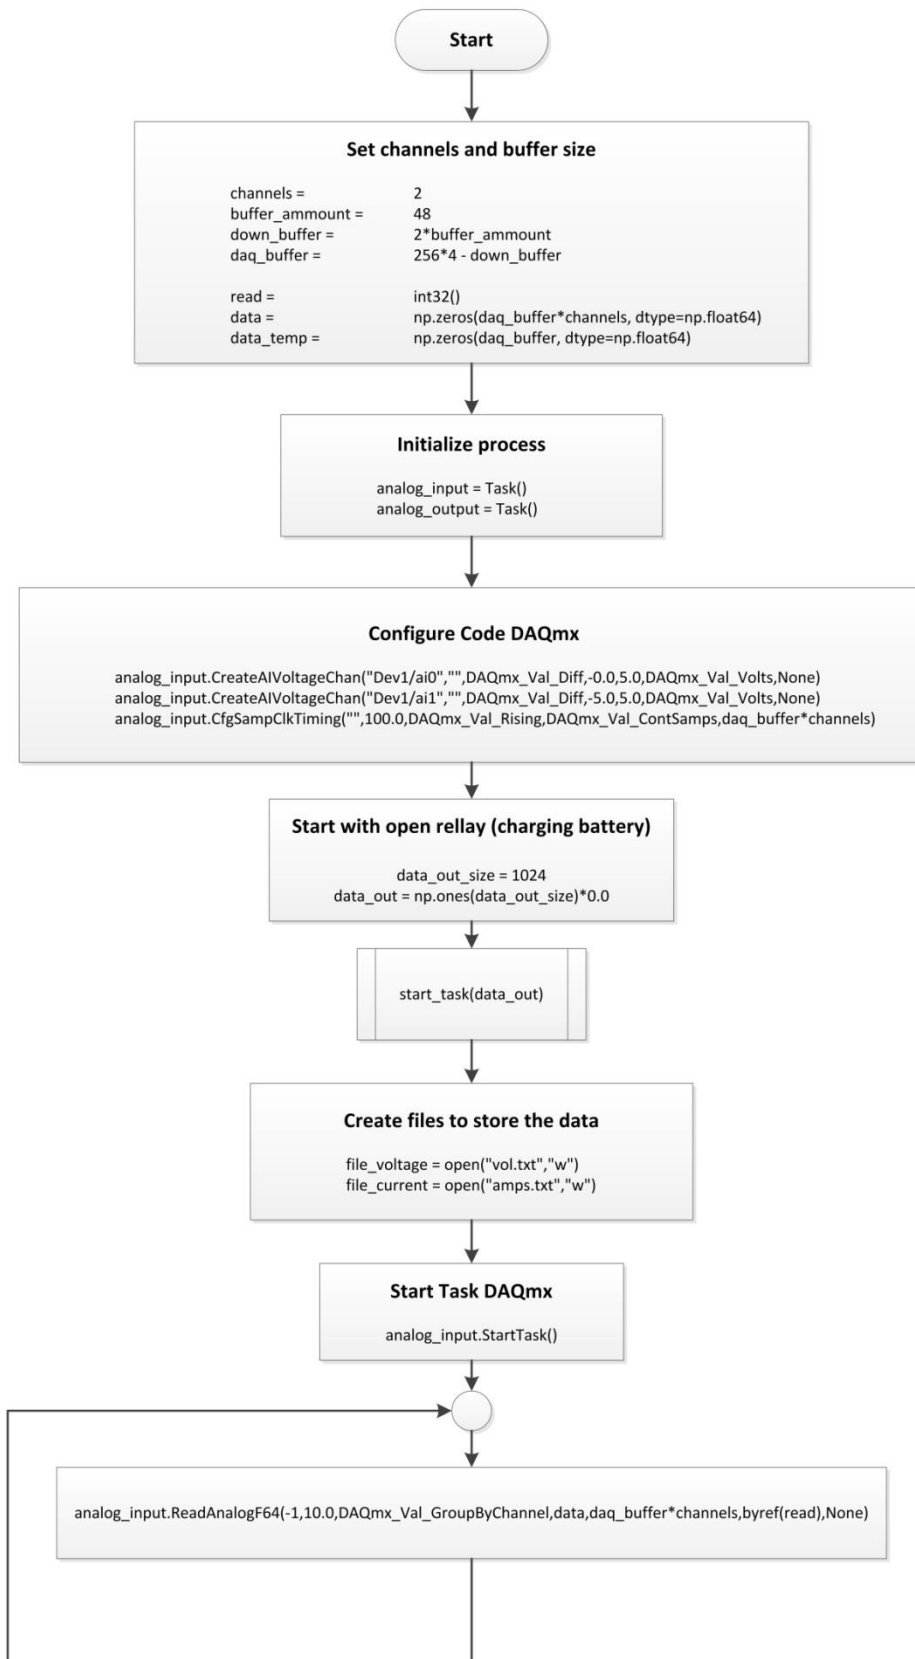 Start
Set channels and buffer size
channels = 2
buffer_ammount = 48
down_buffer = 2*buffer_ammount
daq_buffer = 256*4 - down_buffer
read = int32()
data = np.zeros(daq_buffer*channels, dtype=np.float64)
data_temp = np.zeros(daq_buffer, dtype=np.float64)
Initialize process
analog_input = Task()
analog_output = Task()
Configure Code DAQmx
analog_input.CreateAIVoltageChan("Dev1/ai0","",DAQmx_Val_Diff,-0.0,5.0,DAQmx_Val_Volts,None)
analog_input.CreateAIVoltageChan("Dev1/ai1","",DAQmx_Val_Diff,-5.0,5.0,DAQmx_Val_Volts,None)
analog_input.CfgSampClkTiming("",100.0,DAQmx_Val_Rising,DAQmx_Val_ContSamps,daq_buffer*channels)
Start with open rellay (charging battery)
data_out_size = 1024
data_out = np.ones(data_out_size)*0.0
start_task(data_out)
Create files to store the data
file_voltage = open("vol.txt","w")
file_current = open("amps.txt","w")
Start Task DAQmx
analog_input.StartTask()
analog_input.ReadAnalogF64(-1,10.0,DAQmx_Val_GroupByChannel,data,daq_buffer*channels,byref(read),None)